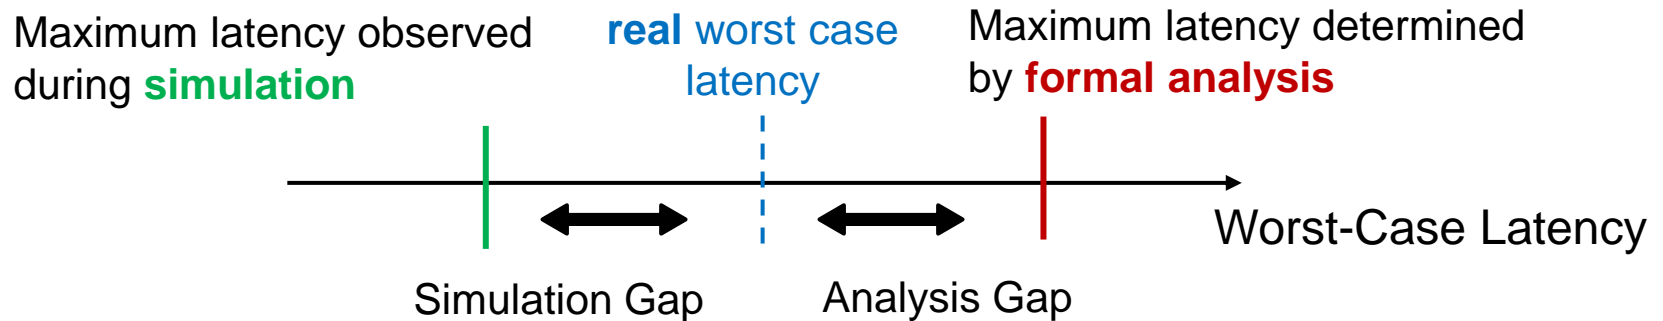 Maximum latency observed
during simulation
real worst case
latency
Maximum latency determined
by formal analysis
Worst-Case Latency
Simulation Gap
Analysis Gap